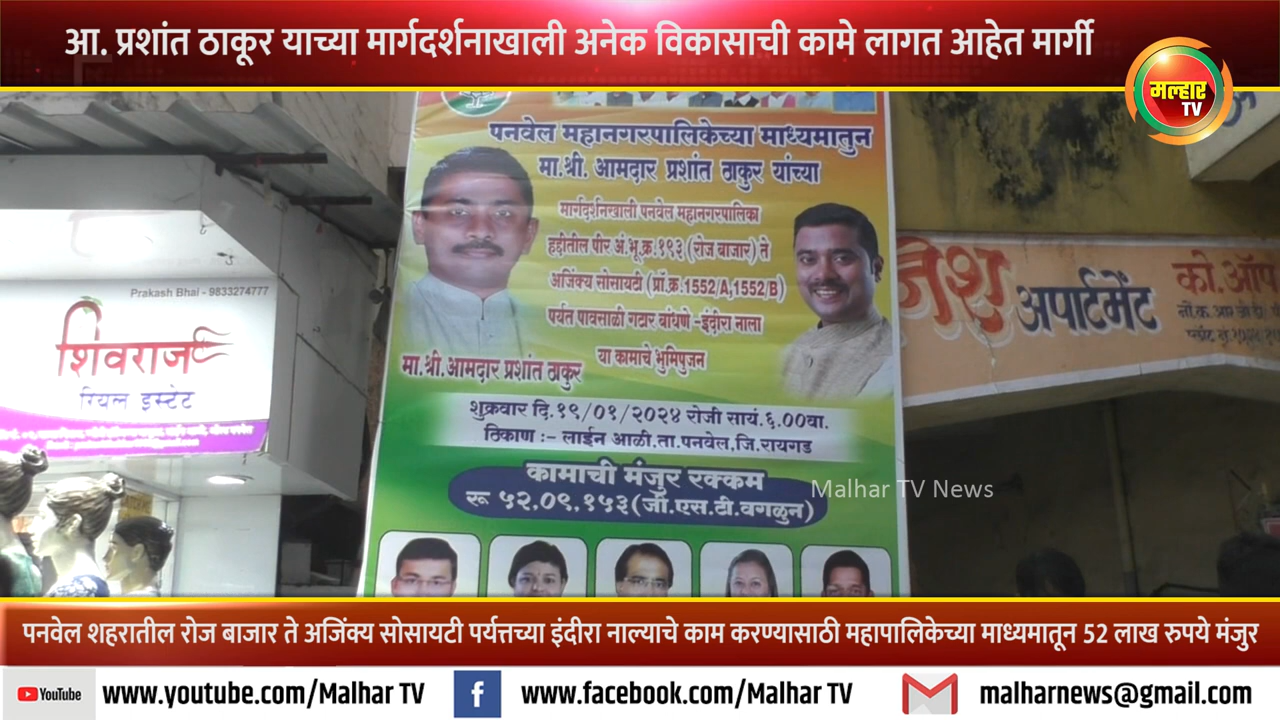 आ. प्रशांत ठाकूर याच्या मार्गदर्शनाखाली अनेक विकासाची कामे लागत आहेत मार्गी
मल्हार
TV
पनवेल महानगरपालिकेच्या माध्यमातुन
मा.श्री. आमदार प्रशांत ठाकुर यांच्या
मार्गदर्शनखाली पनवेल महानगरपालिका
हद्दीतील पीर अं.भू.क्र.१९३ (रोज बाजार) ते
अजिंक्य सोसायटी (प्रॉ.क्र.1552/A,1552/B)
पर्यंत पावसाळी गटार बांधणे -इंदीरा नाला
या कामाचे भुमिपुजन
मा.श्री.आमदार प्रशांत ठाकुर
शुक्रवार दि.१९/०१/२०२४ रोजी सायं.६.00वा.
ठिकाण :- लाईन आळी.ता.पनवेल,जि.रायगड
कामाची मंजुर रक्कम
रू ५२.०९.१५३(जी.एस.टी.वगळुन)
Prakash Bhai - 9833274777
शिवराज
रियल इस्टेट
अपार्टमेंट
को.ऑप
Malhar TV News
पनवेल शहरातील रोज बाजार ते अजिंक्य सोसायटी पर्यत्तच्या इंदीरा नाल्याचे काम करण्यासाठी महापालिकेच्या माध्यमातून 52 लाख रुपये मंजुर
YouTube www.youtube.com/Malhar TV www.facebook.com/Malhar TV malharnews@gmail.com